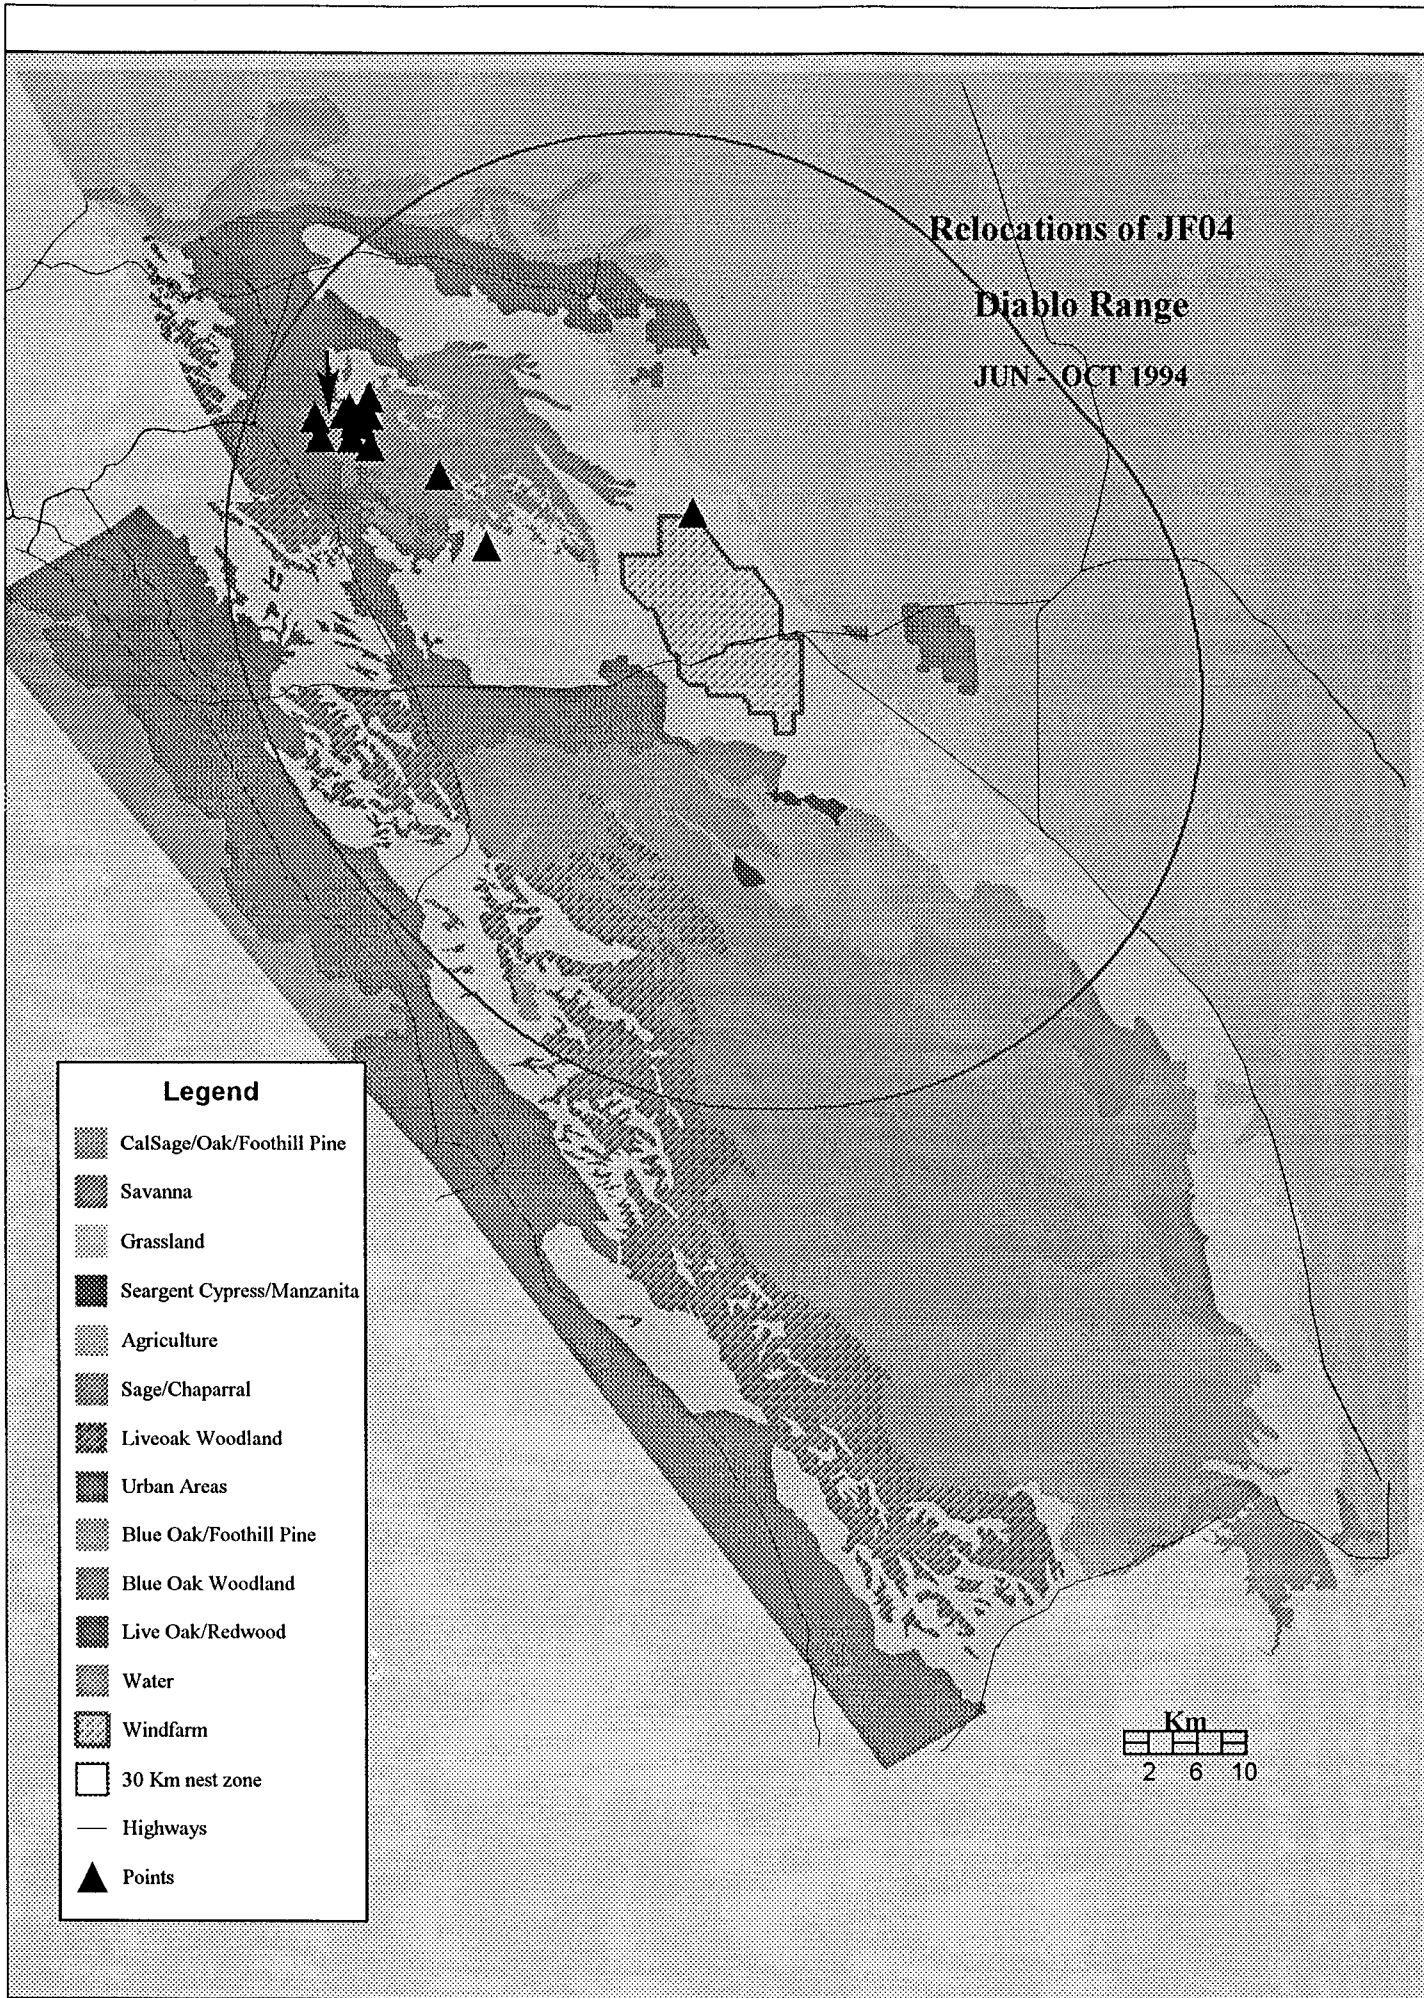 Relocations of JF04
Diablo Range
JUN - OCT 1994
Legend
CalSage/Oak/Foothill Pine
Savanna
Grassland
Seargent Cypress/Manzanita
Agriculture
Sage/Chaparral
Liveoak Woodland
Urban Areas
Blue Oak/Foothill Pine
Blue Oak Woodland
Live Oak/Redwood
Water
Windfarm
30 Km nest zone
Highways
Points
Km
2 6 10